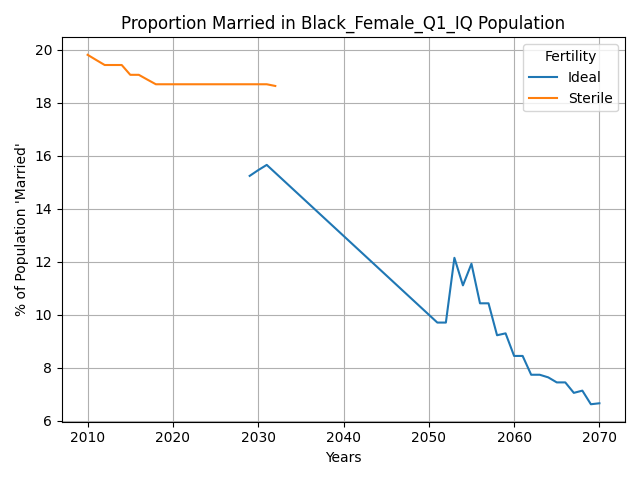 Proportion Married in Black_Female_Q1_IQ Population
% of Population 'Married'
20
18
16
14
12
10
8
6
Fertility
Ideal
Sterile
2010 2020 2030 2040 2050 2060 2070
Years